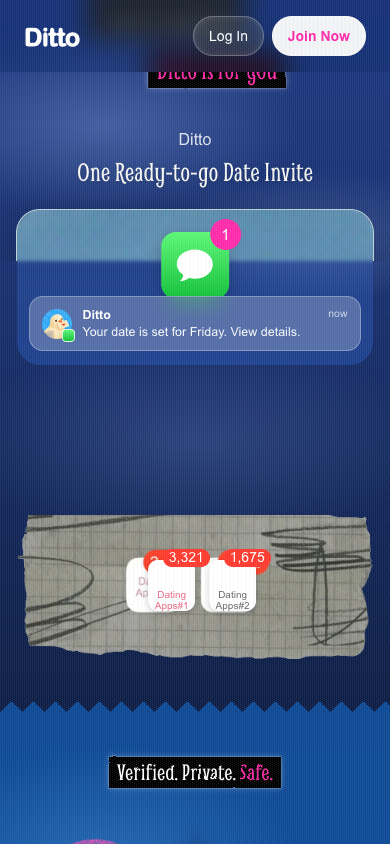 Ditto
Log In
Join Now
Ditto is for you
Ditto
One Ready-to-go Date Invite
1
Ditto
now
Your date is set for Friday. View details.
3,321
1,675
Dating
Apps#1
Dating
Apps#2
Verified. Private. Safe.